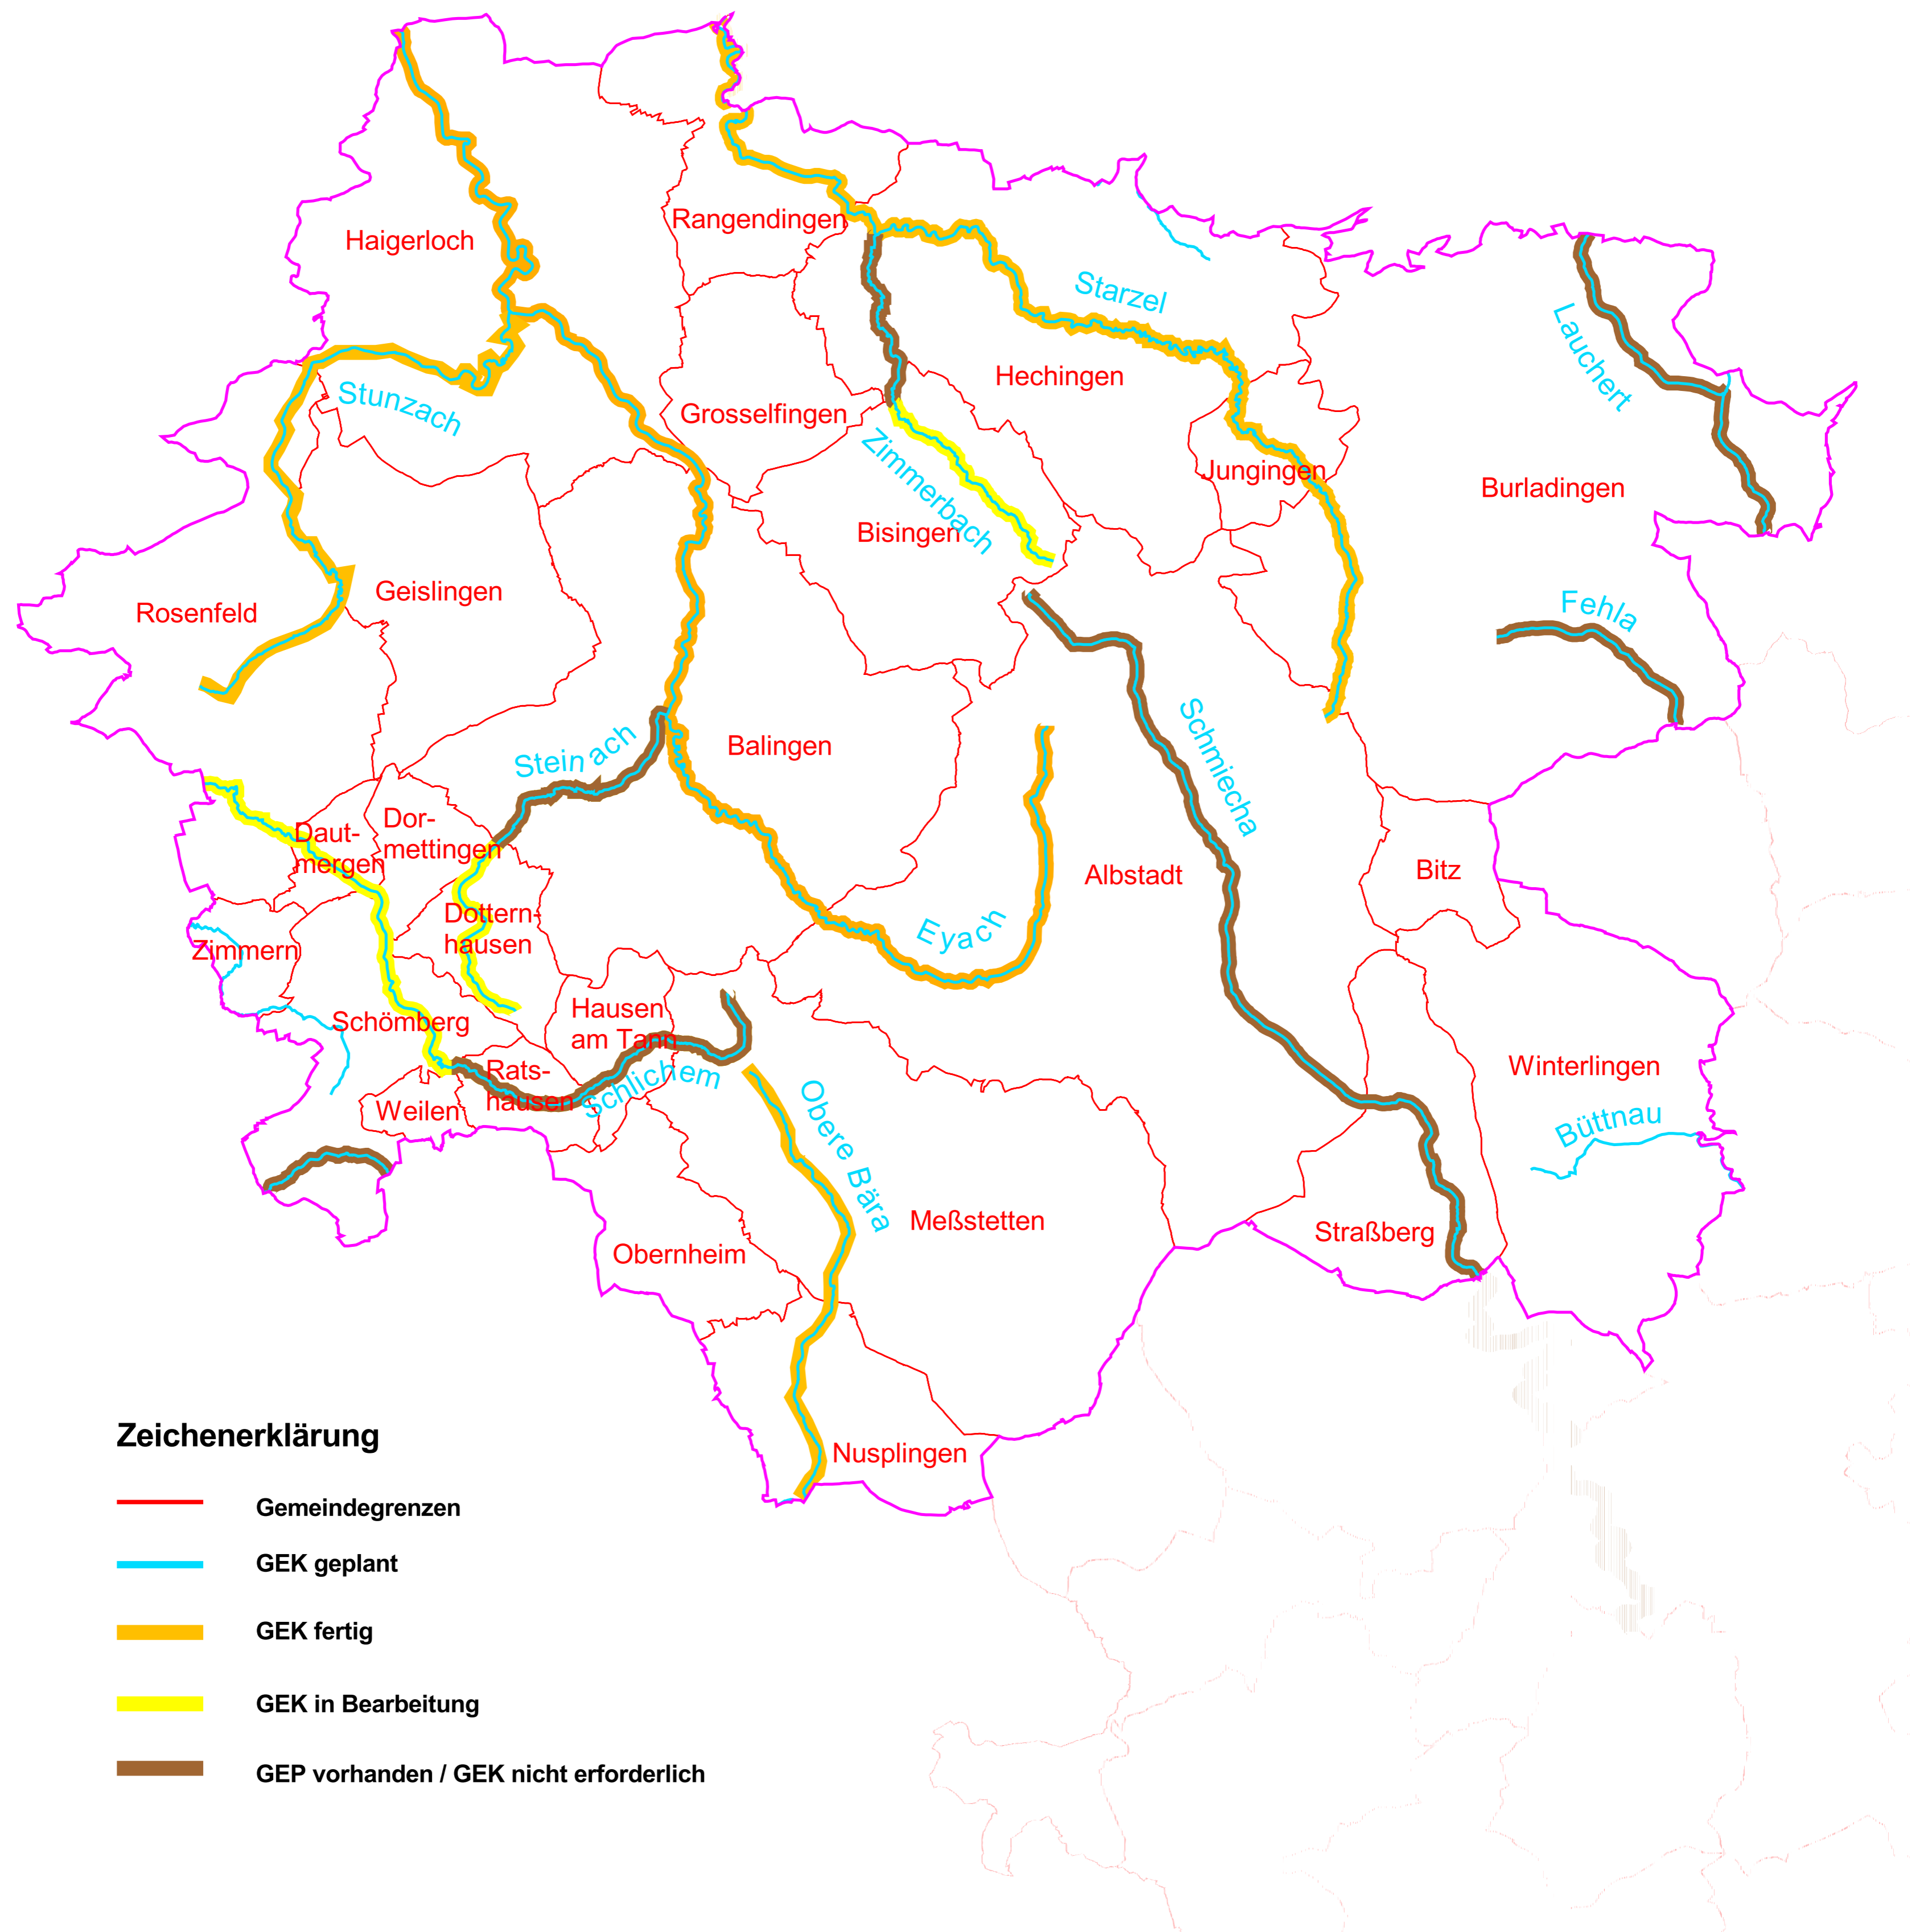 Haigerloch
Rangendingen
Starzel
Lauchert
Stunzach
Hechingen
Grosselfingen
Zimmerbach
Jungingen
Burladingen
Bisingen
Geislingen
Rosenfeld
Fehla
Steinach
Balingen
Schmiecha
Daut-
mergen
Dor-
mettingen
Albstadt
Bitz
Dottern-
hausen
Eyach
Zimmern
Hausen
am Tann
Schömberg
Rats-
hausen
Schlichem
Weilen
Obere Bära
Winterlingen
Büttnau
Meßstetten
Straßberg
Obernheim
Nusplingen
Zeichenerklärung
Gemeindegrenzen
GEK geplant
GEK fertig
GEK in Bearbeitung
GEP vorhanden / GEK nicht erforderlich